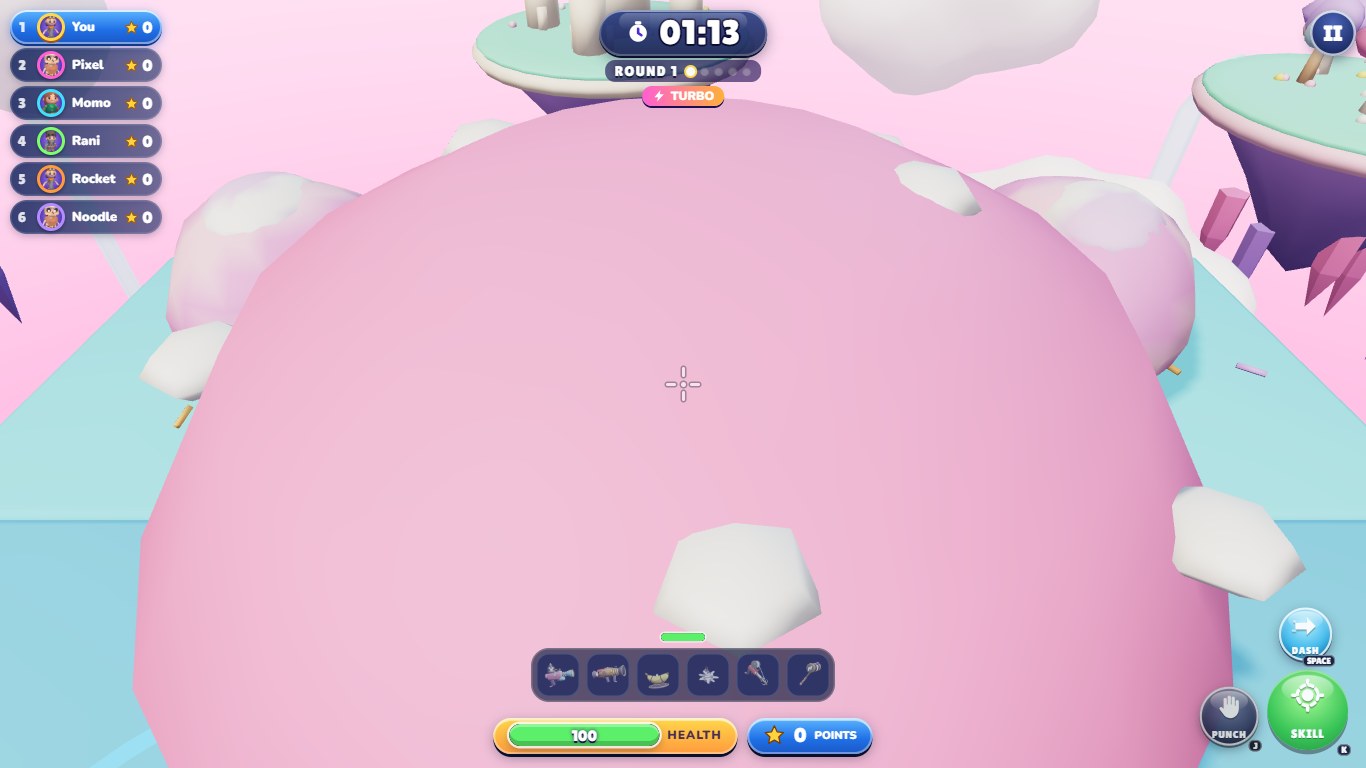 1 You 0
2 Pixel 0
3 Momo 0
4 Rani 0
5 Rocket 0
6 Noodle 0
01:13
ROUND 1
TURBO
100 HEALTH
0 POINTS
DASH
SPACE
PUNCH
J
SKILL
K